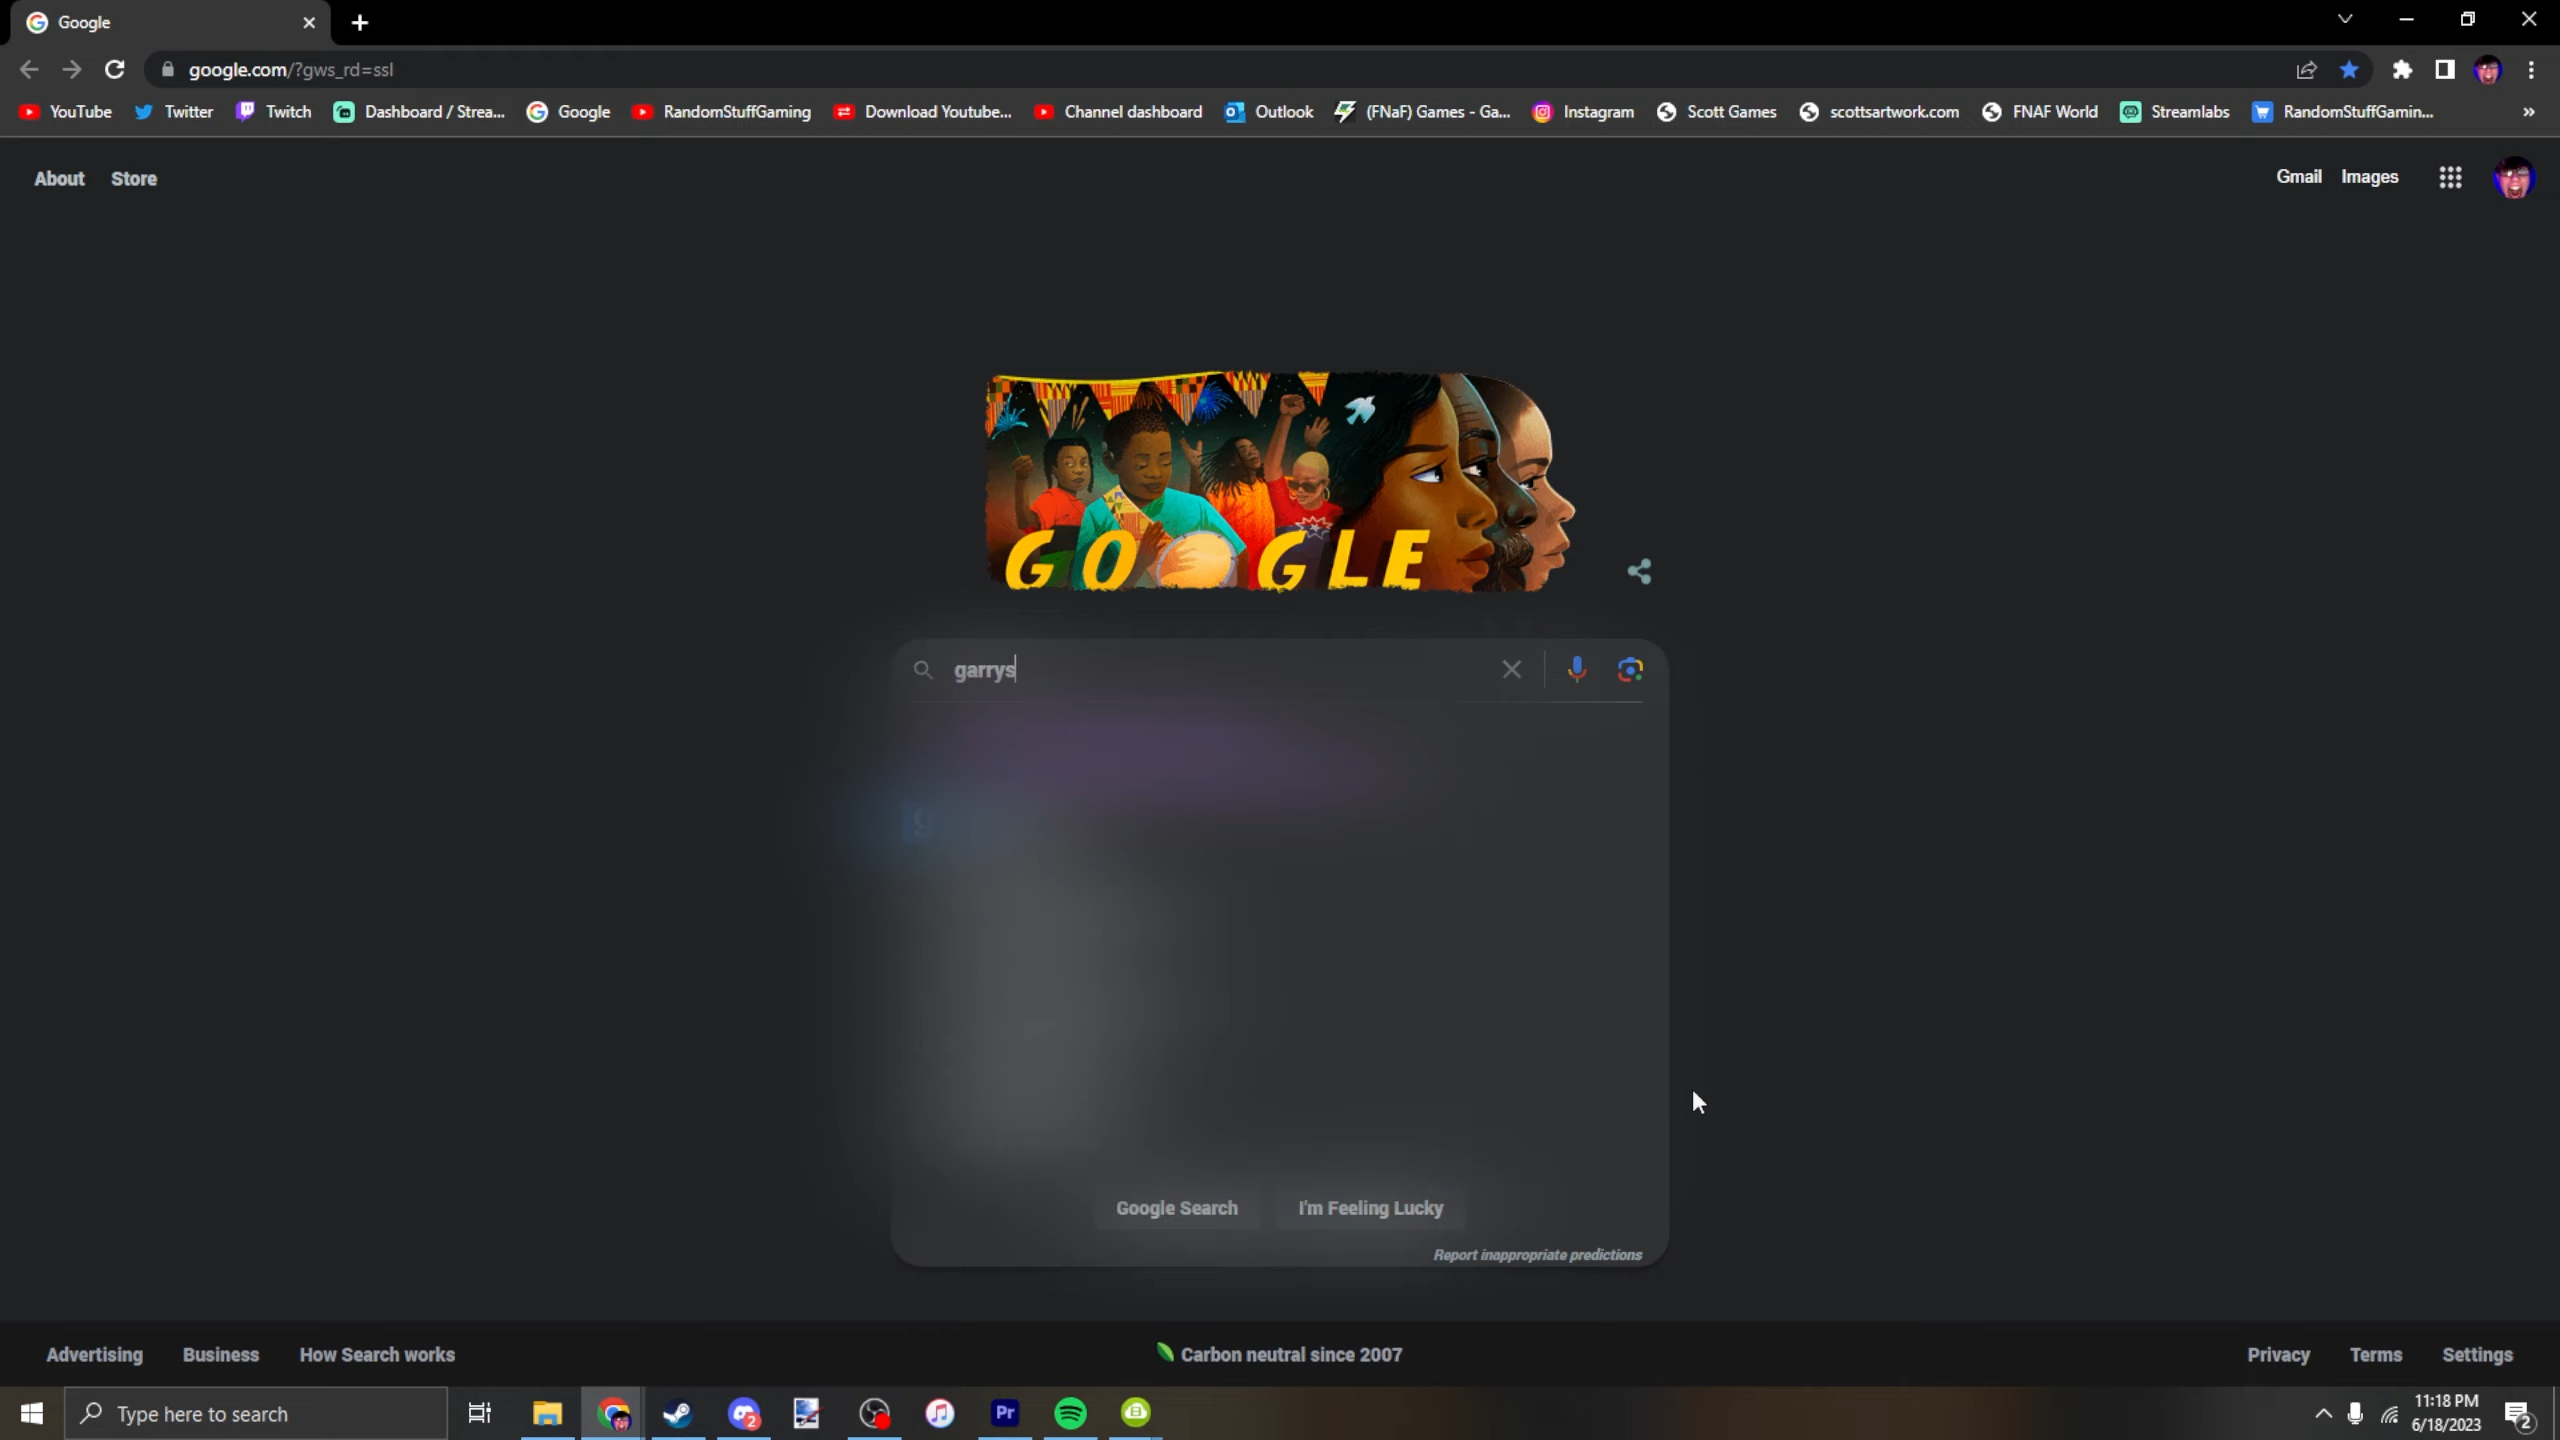 Google
google.com/?gws_rd=ssl
YouTube Twitter Twitch Dashboard / Strea... Google RandomStuffGaming Download Youtube... Channel dashboard Outlook (FNaF) Games - Ga... Instagram Scott Games scottsartwork.com FNAF World Streamlabs RandomStuffGamin... »
About Store Gmail Images
GOOGLE
garrys
g
Google Search I'm Feeling Lucky
Report inappropriate predictions
Advertising Business How Search works Carbon neutral since 2007 Privacy Terms Settings
Type here to search 2 Pr 11:18 PM
6/18/2023 2